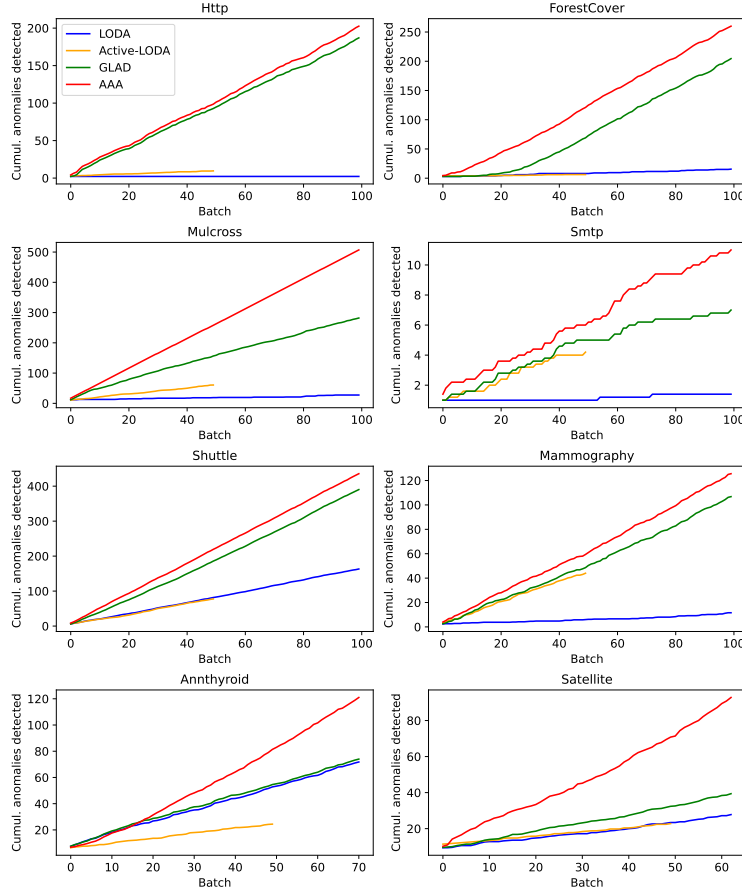 Http
Cumul. anomalies detected
200
150
100
50
0
LODA
Active-LODA
GLAD
AAA
0 20 40 60 80 100
Batch
ForestCover
Cumul. anomalies detected
250
200
150
100
50
0
0 20 40 60 80 100
Batch
Mulcross
Cumul. anomalies detected
500
400
300
200
100
0
0 20 40 60 80 100
Batch
Smtp
Cumul. anomalies detected
10
8
6
4
2
0 20 40 60 80 100
Batch
Shuttle
Cumul. anomalies detected
400
300
200
100
0
0 20 40 60 80 100
Batch
Mammography
Cumul. anomalies detected
120
100
80
60
40
20
0
0 20 40 60 80 100
Batch
Annthyroid
Cumul. anomalies detected
120
100
80
60
40
20
0 10 20 30 40 50 60 70
Batch
Satellite
Cumul. anomalies detected
80
60
40
20
0 10 20 30 40 50 60
Batch